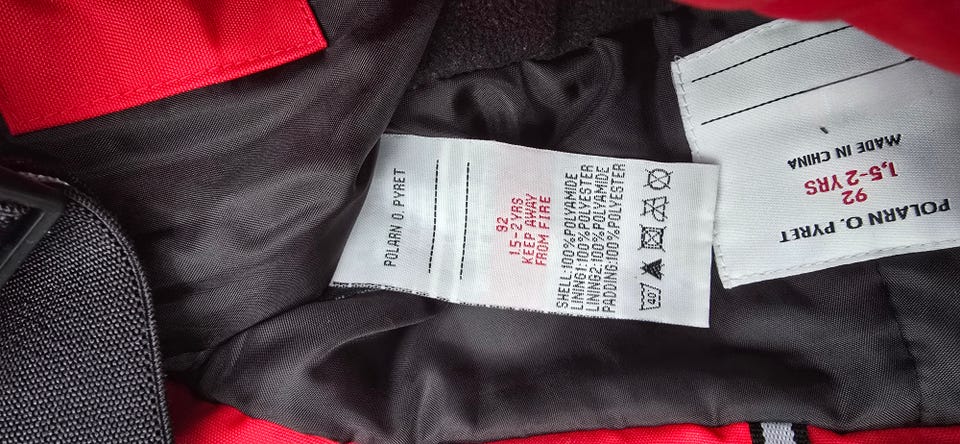 POLARN O. PYRET
92
1.5-2YRS
KEEP AWAY
FROM FIRE
SHELL:100%POLYAMIDE
LINING1:100%POLYESTER
LINING2:100%POLYAMIDE
PADDING:100%POLYESTER
40
POLARN O. PYRET
92
1,5-2 YRS
MADE IN CHINA